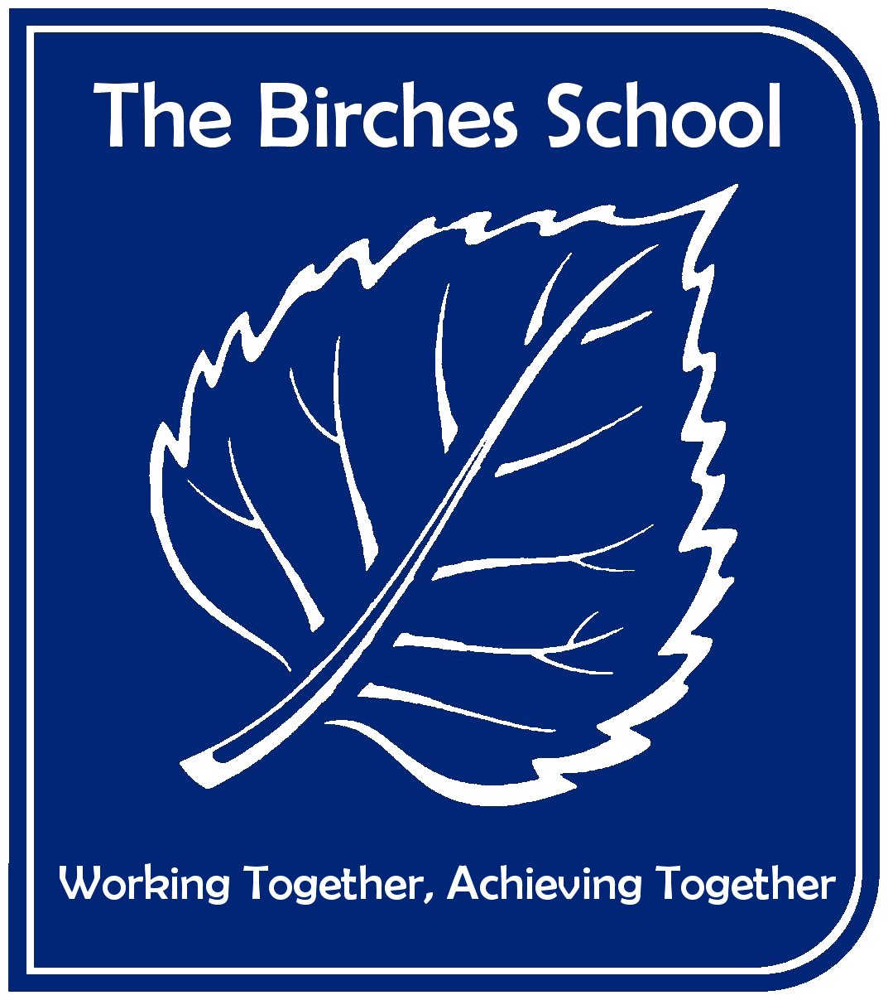 The Birches School
Working Together, Achieving Together